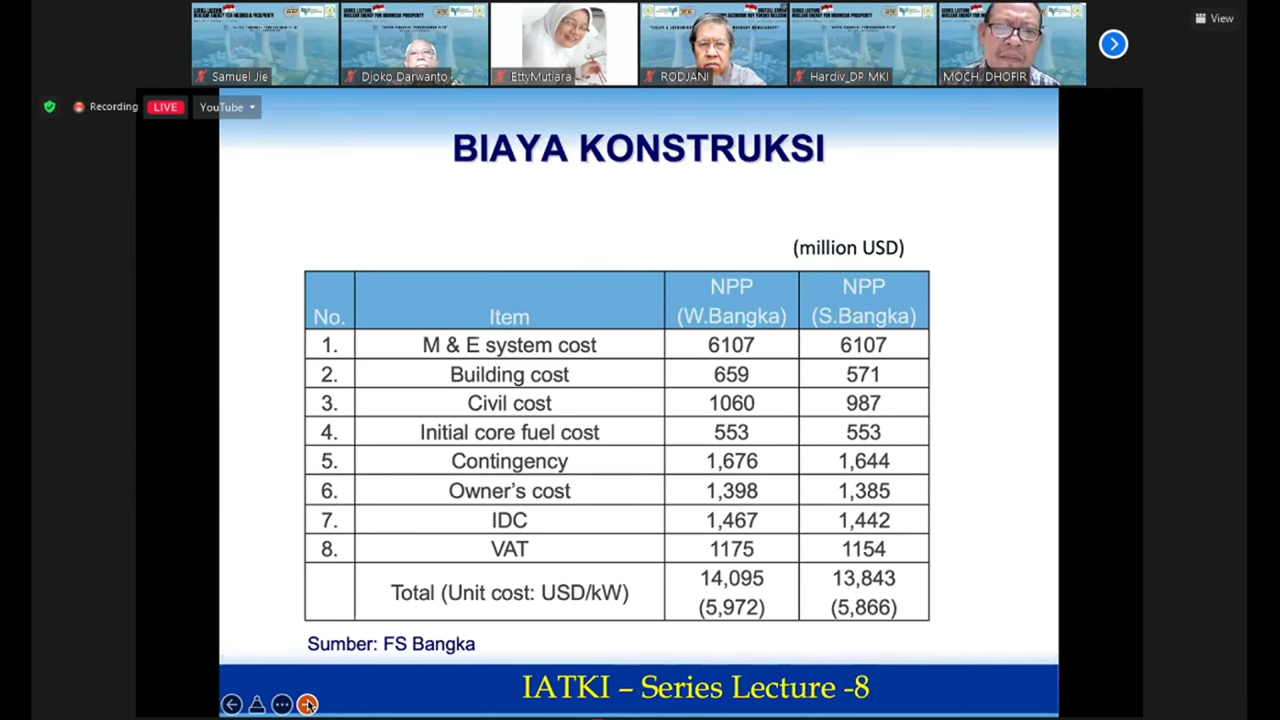 Samuel Jie
Djoko Darwanto
EttyMutiara
RODJANI
Hardiv_DP MKI
MOCH. DHOFIR
View
Recording
LIVE
YouTube
BIAYA KONSTRUKSI
(million USD)
No. Item NPP (W.Bangka) NPP (S.Bangka)
1. M & E system cost 6107 6107
2. Building cost 659 571
3. Civil cost 1060 987
4. Initial core fuel cost 553 553
5. Contingency 1,676 1,644
6. Owner's cost 1,398 1,385
7. IDC 1,467 1,442
8. VAT 1175 1154
Total (Unit cost: USD/kW) 14,095 (5,972) 13,843 (5,866)
Sumber: FS Bangka
IATKI – Series Lecture -8